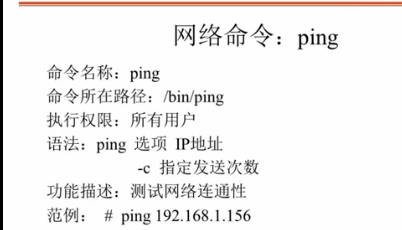 网络命令：ping
命令名称：ping
命令所在路径：/bin/ping
执行权限：所有用户
语法：ping 选项 IP地址
-c 指定发送次数
功能描述：测试网络连通性
范例： # ping 192.168.1.156